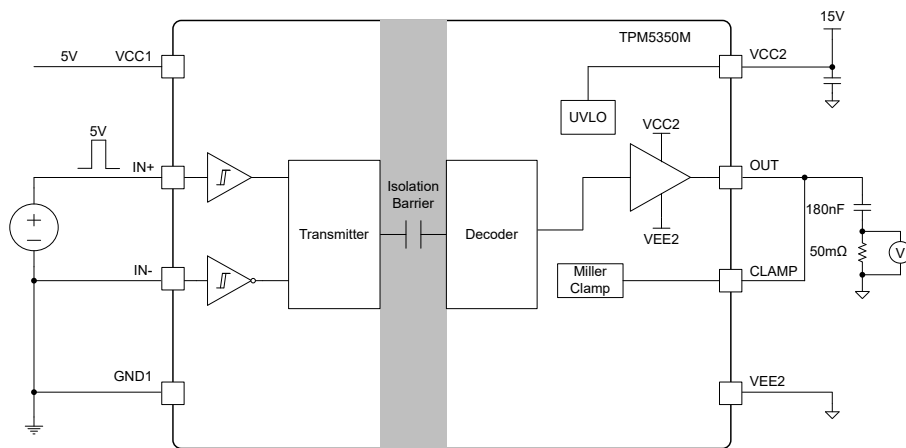 15V
TPM5350M
5V
VCC1
VCC2
UVLO
VCC2
5V
IN+
OUT
Isolation
Barrier
180nF
+
−
Transmitter
Decoder
VEE2
50mΩ
V
IN-
Miller
Clamp
CLAMP
GND1
VEE2